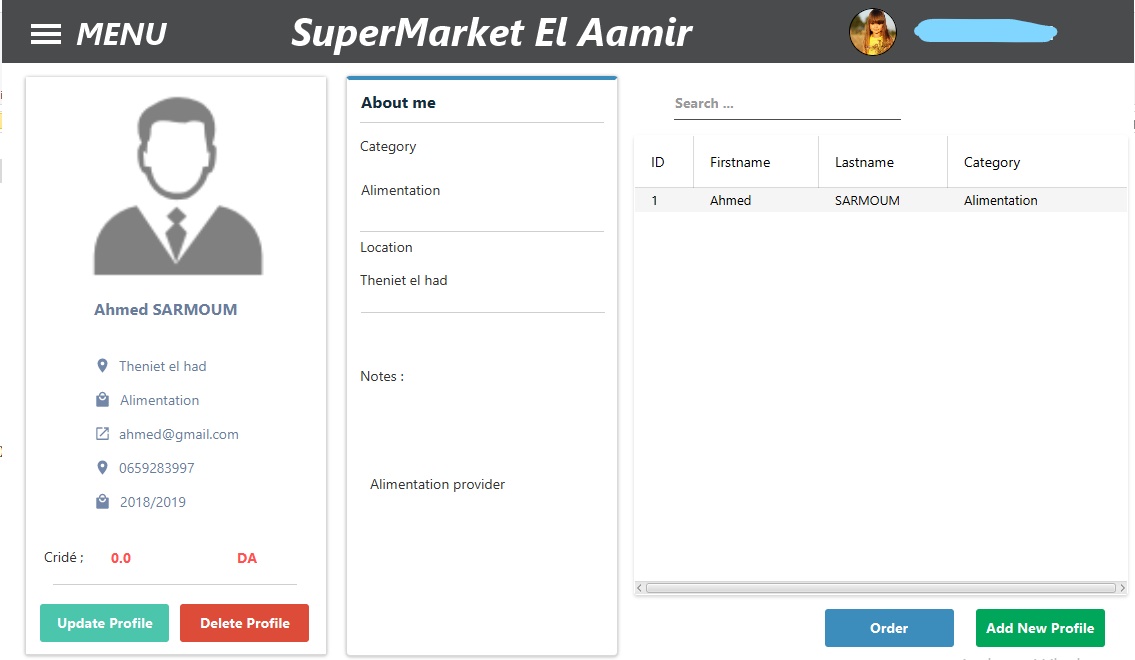 MENU
SuperMarket El Aamir
Ahmed SARMOUM
Theniet el had
Alimentation
ahmed@gmail.com
0659283997
2018/2019
Cridé ; 0.0 DA
Update Profile Delete Profile
About me
Category
Alimentation
Location
Theniet el had
Notes :
Alimentation provider
Search ...
ID Firstname Lastname Category
1 Ahmed SARMOUM Alimentation
Order Add New Profile